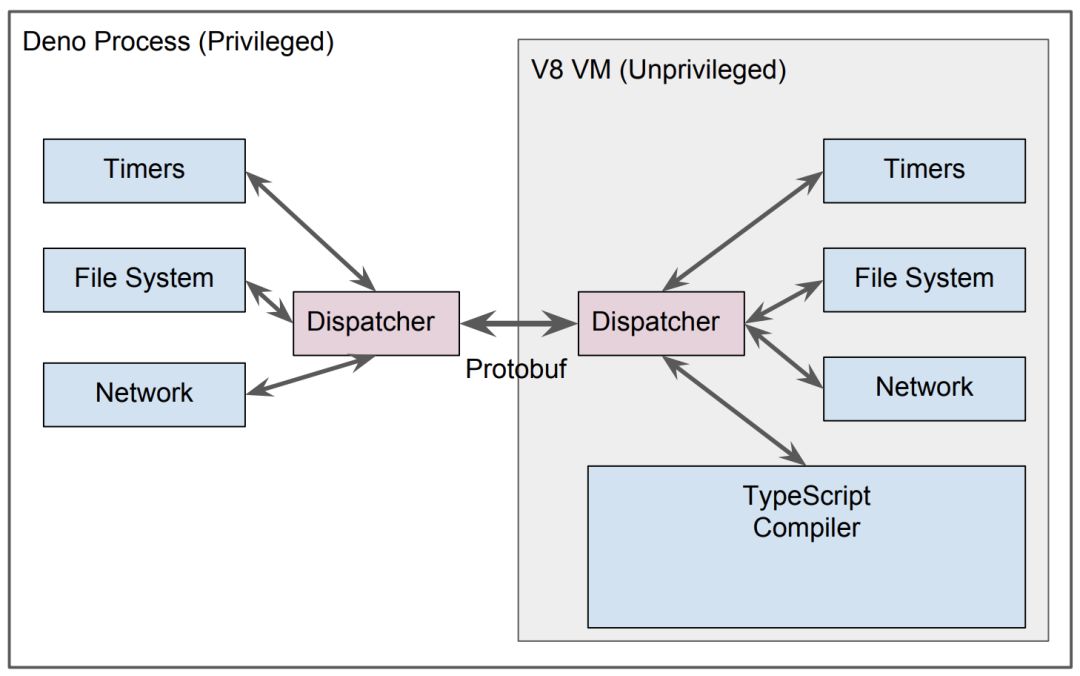 Deno Process (Privileged)
V8 VM (Unprivileged)
Timers
File System
Network
Dispatcher
Protobuf
Dispatcher
Timers
File System
Network
TypeScript
Compiler